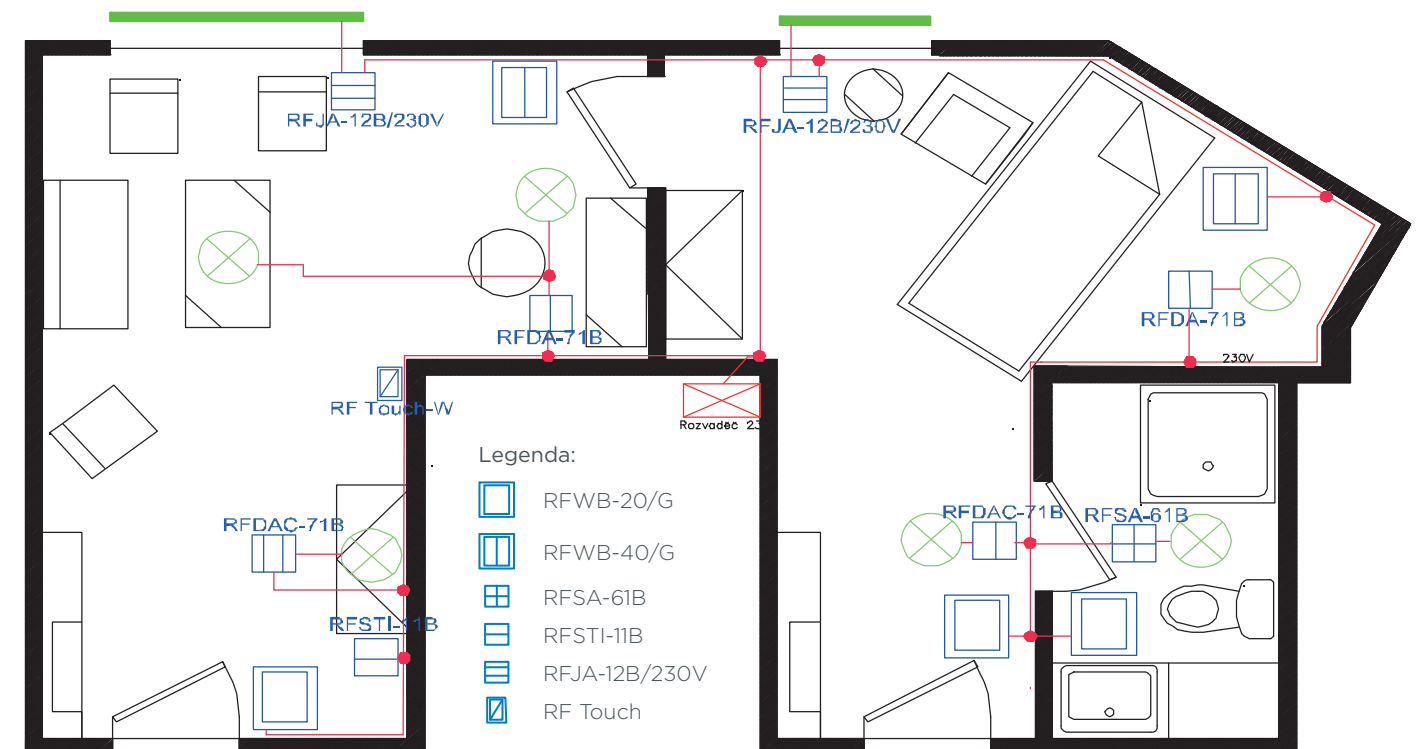 RFJA-12B/230V
RFJA-12B/230V
RFDA-71B
RFDA-71B
230V
RF Touch-W
Rozvadeč 23
Legenda:
RFWB-20/G
RFWB-40/G
RFSA-61B
RFSTI-11B
RFJA-12B/230V
RF Touch
RFDAC-71B
RFSTI-11B
RFDAC-71B
RFSA-61B